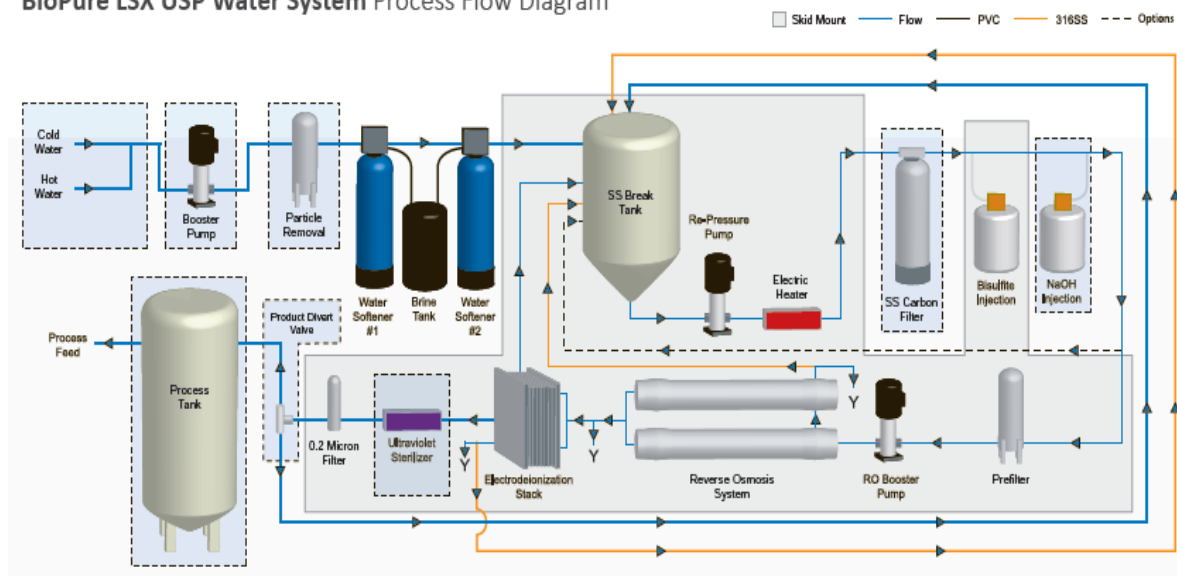 BioPure LSX USP Water System Process Flow Diagram
Skid Mount
Flow
PVC
316SS
Options
Cold
Water
Hot
Water
Booster
Pump
Particle
Removal
Water
Softener
#1
Brine
Tank
Water
Softener
#2
SS Break
Tank
Re-Pressure
Pump
Electric
Heater
SS Carbon
Filter
Bisulfite
Injection
NaOH
Injection
Process
Feed
Process
Tank
Product Divert
Valve
0.2 Micron
Filter
Ultraviolet
Sterilizer
Y
Electrodeionization
Stack
Y
Reverse Osmosis
System
Y
RO Booster
Pump
Prefilter